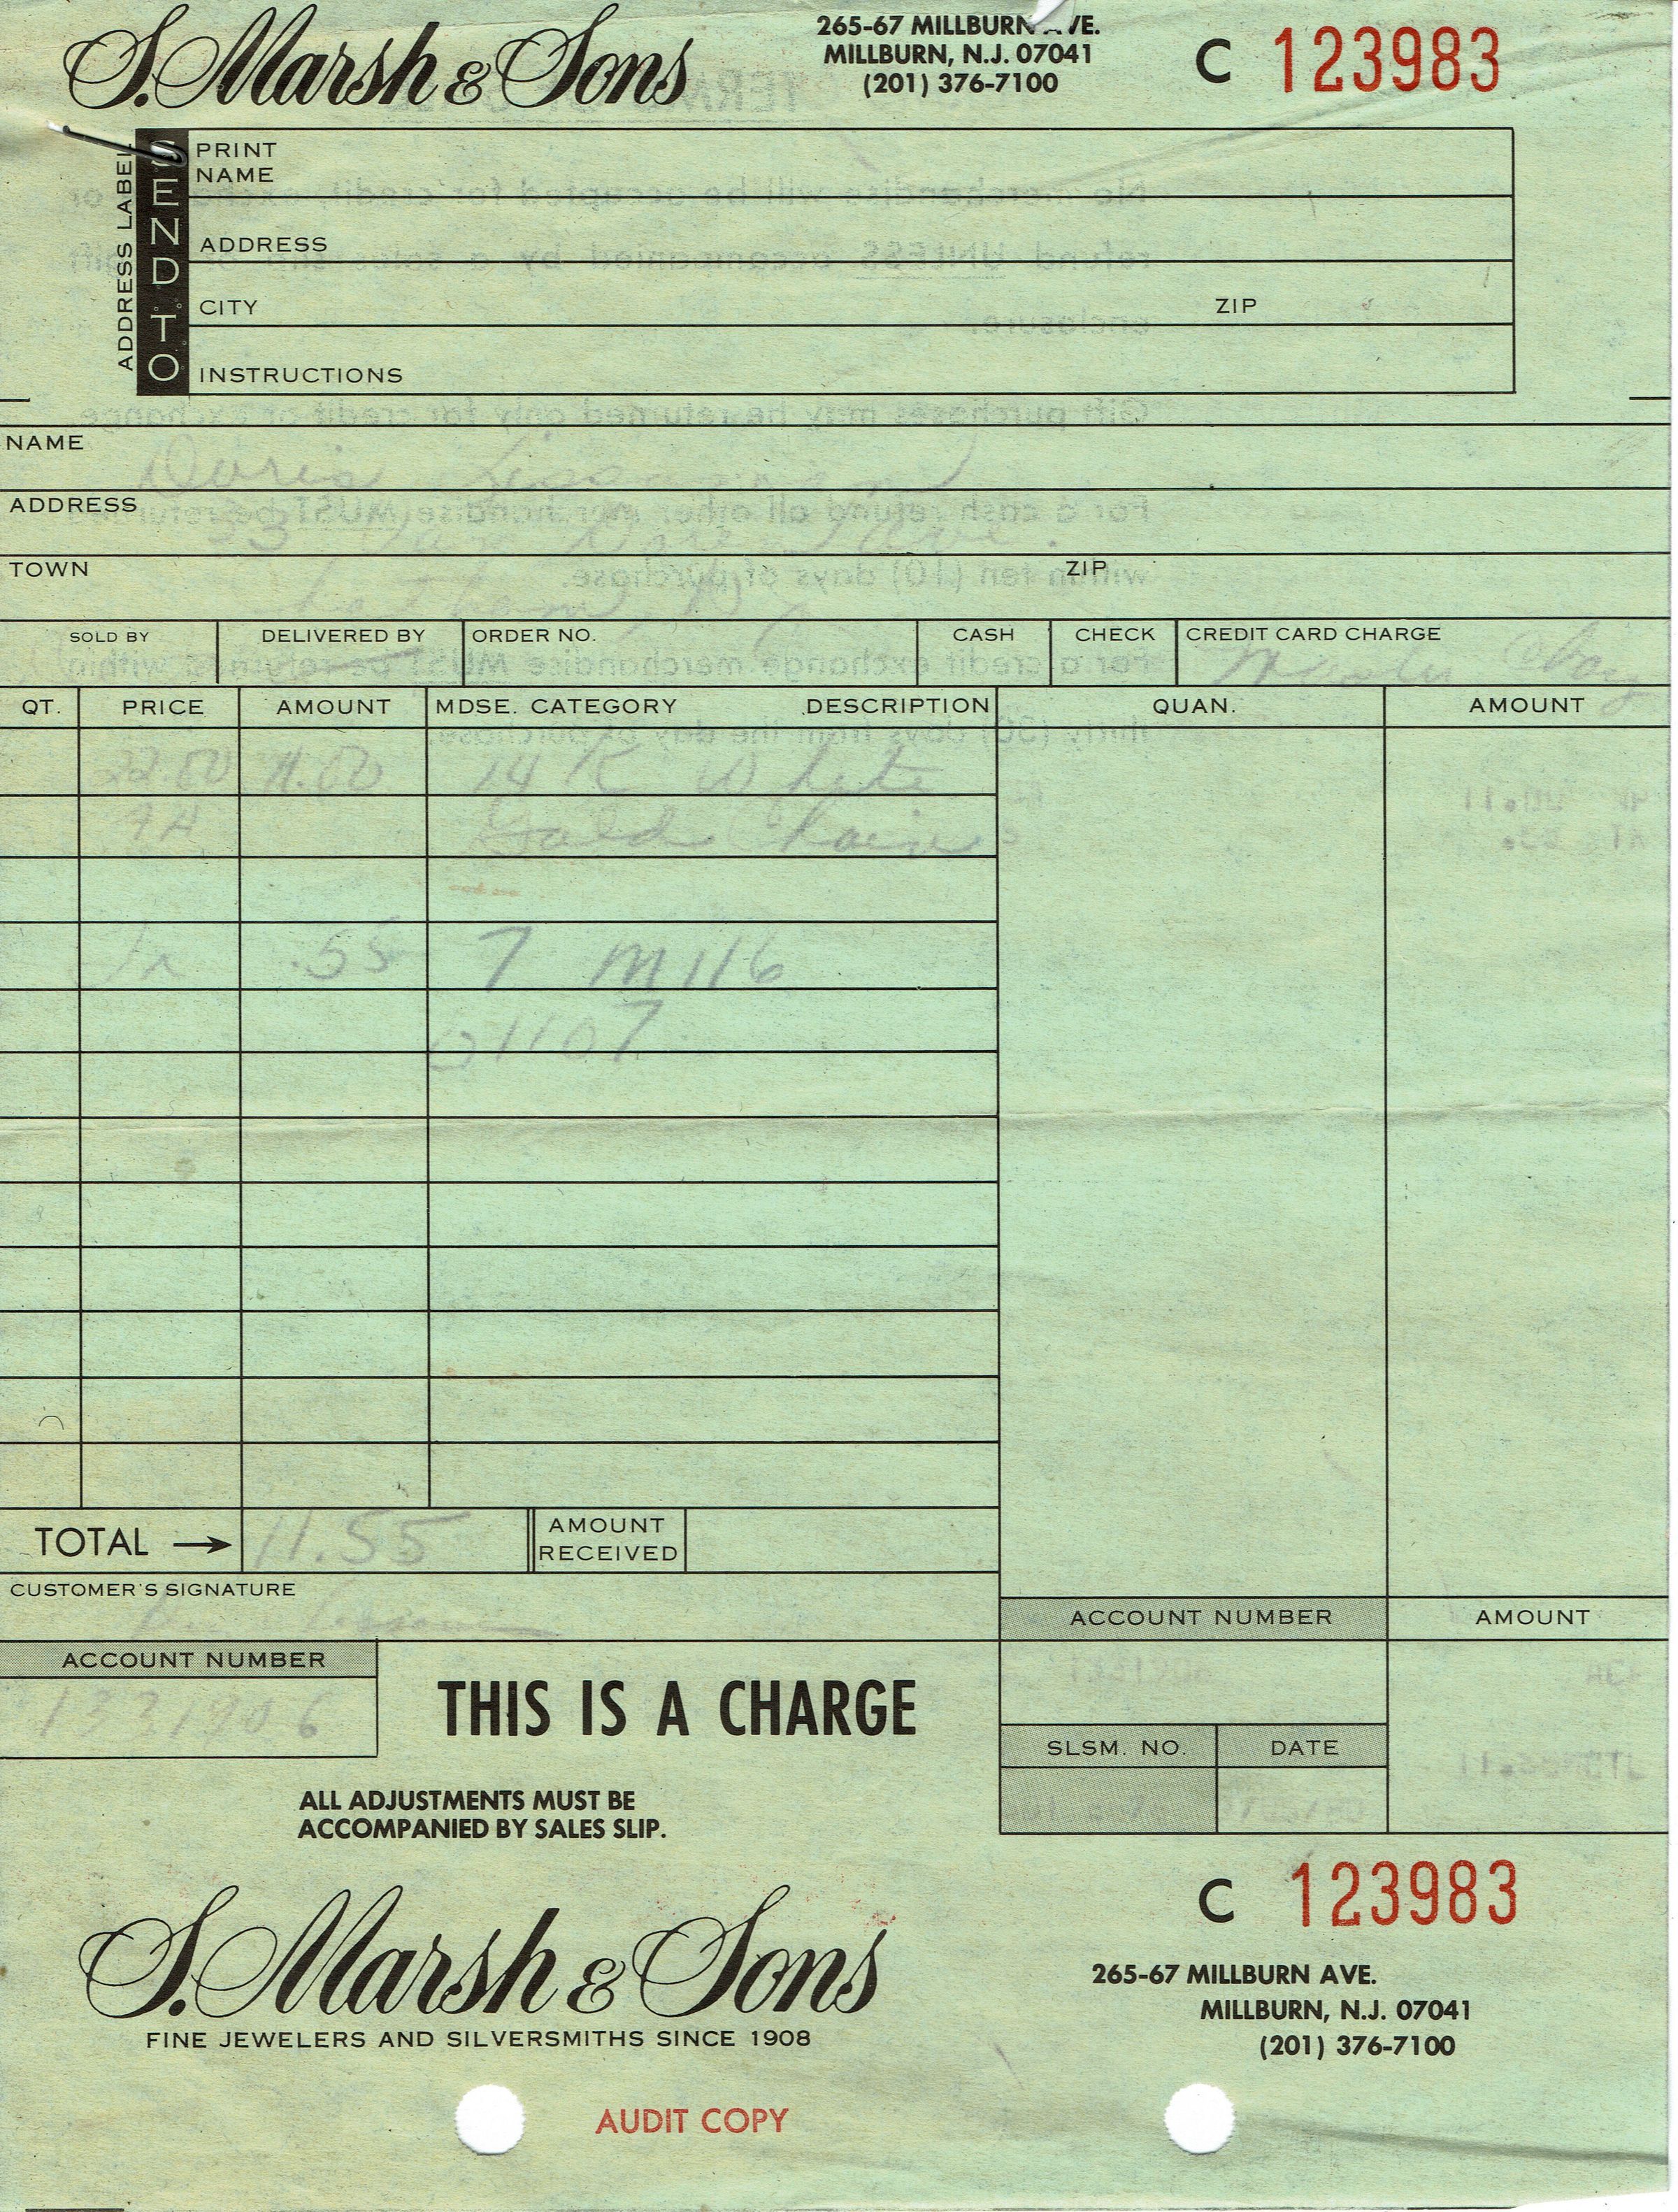 S. Marsh & Sons
265-67 MILLBURN AVE.
MILLBURN, N.J. 07041
(201) 376-7100
C 123983
ADDRESS LABEL
SEND TO
PRINT NAME
ADDRESS
CITY ZIP
INSTRUCTIONS
NAME
Doris
ADDRESS
33
TOWN ZIP
SOLD BY DELIVERED BY ORDER NO. CASH CHECK CREDIT CARD CHARGE
QT. PRICE AMOUNT MDSE. CATEGORY DESCRIPTION QUAN. AMOUNT
22.00 11.00 14 K White
Gold Chain
.55 7 M116
01107
TOTAL → 11.55 AMOUNT RECEIVED
CUSTOMER'S SIGNATURE
ACCOUNT NUMBER AMOUNT
ACCOUNT NUMBER
THIS IS A CHARGE
SLSM. NO. DATE
ALL ADJUSTMENTS MUST BE
ACCOMPANIED BY SALES SLIP.
C 123983
S. Marsh & Sons
FINE JEWELERS AND SILVERSMITHS SINCE 1908
265-67 MILLBURN AVE.
MILLBURN, N.J. 07041
(201) 376-7100
AUDIT COPY